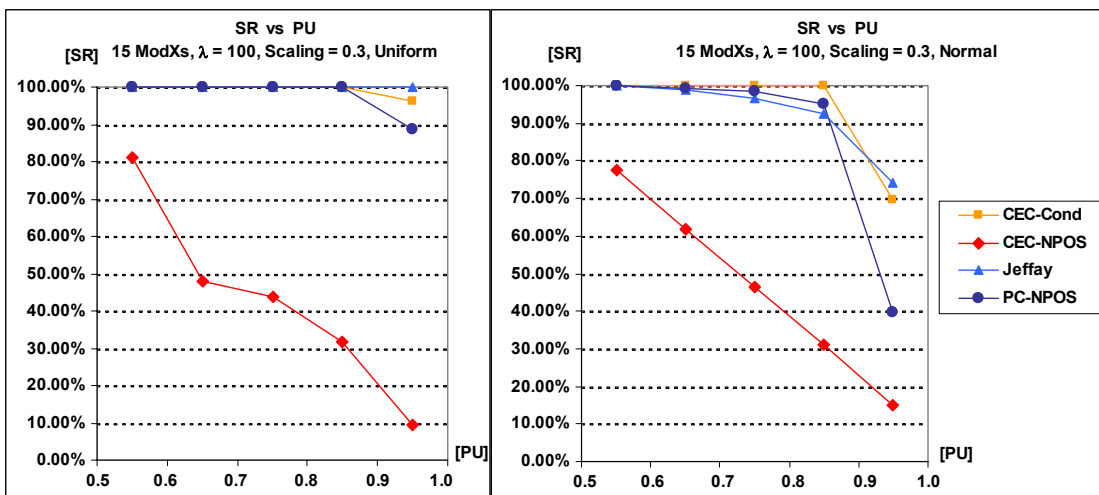 SR vs PU
[SR]
15 ModXs, λ = 100, Scaling = 0.3, Uniform
100.00%
90.00%
80.00%
70.00%
60.00%
50.00%
40.00%
30.00%
20.00%
10.00%
0.00%
[PU]
0.5
0.6
0.7
0.8
0.9
1.0
SR vs PU
[SR]
15 ModXs, λ = 100, Scaling = 0.3, Normal
100.00%
90.00%
80.00%
70.00%
60.00%
50.00%
40.00%
30.00%
20.00%
10.00%
0.00%
[PU]
0.5
0.6
0.7
0.8
0.9
1.0
CEC-Cond
CEC-NPOS
Jeffay
PC-NPOS